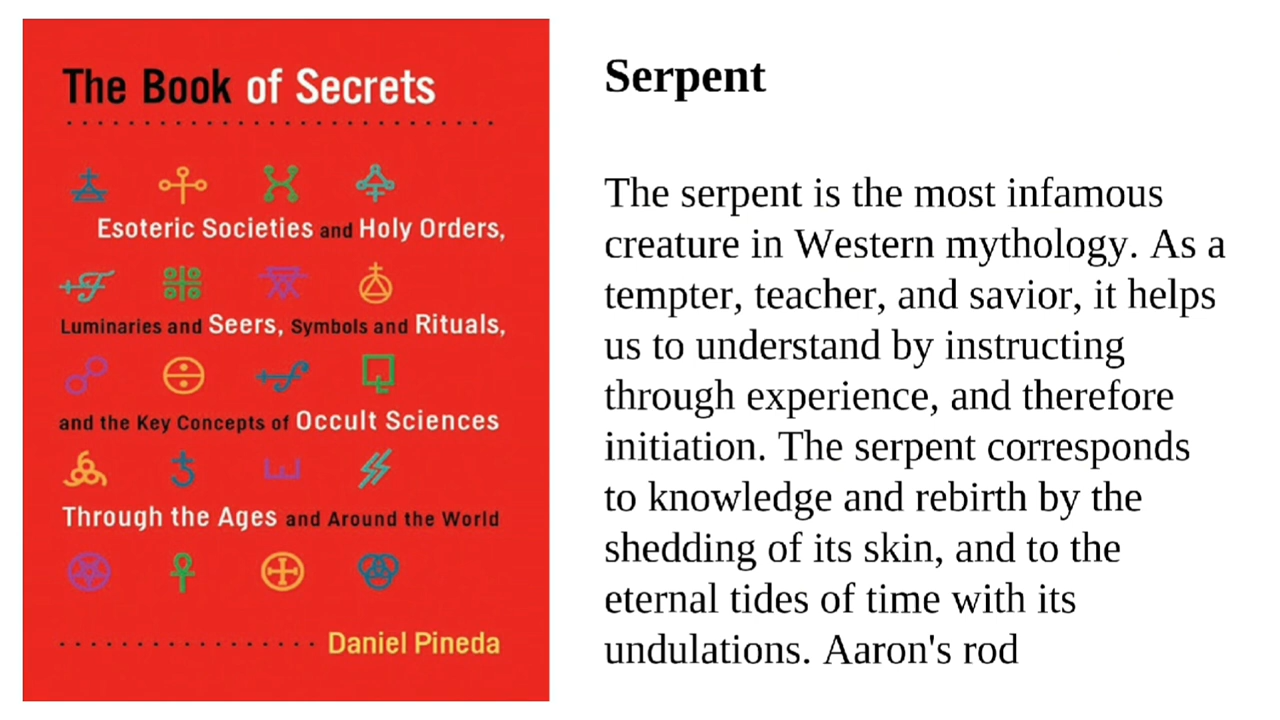 The Book of Secrets
Esoteric Societies and Holy Orders,
Luminaries and Seers, Symbols and Rituals,
and the Key Concepts of Occult Sciences
Through the Ages and Around the World
Daniel Pineda
Serpent
The serpent is the most infamous
creature in Western mythology. As a
tempter, teacher, and savior, it helps
us to understand by instructing
through experience, and therefore
initiation. The serpent corresponds
to knowledge and rebirth by the
shedding of its skin, and to the
eternal tides of time with its
undulations. Aaron's rod